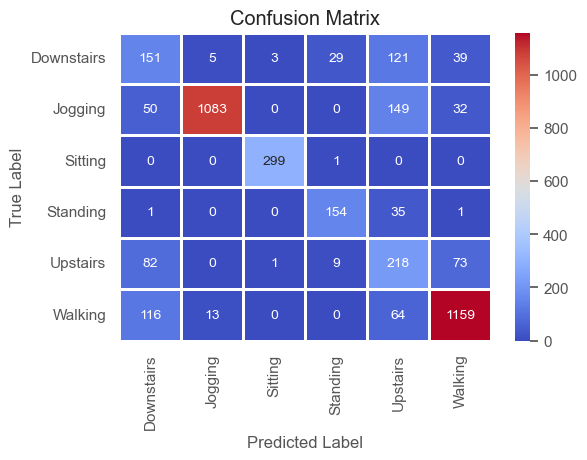 Confusion Matrix
True Label
Downstairs 151 5 3 29 121 39
Jogging 50 1083 0 0 149 32
Sitting 0 0 299 1 0 0
Standing 1 0 0 154 35 1
Upstairs 82 0 1 9 218 73
Walking 116 13 0 0 64 1159
Downstairs Jogging Sitting Standing Upstairs Walking
Predicted Label
1000
800
600
400
200
0